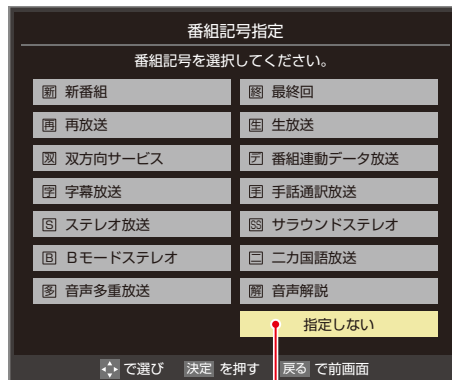 番組記号指定
番組記号を選択してください。
新 新番組
終 最終回
再 再放送
生 生放送
双 双方向サービス
デ 番組連動データ放送
字 字幕放送
手 手話通訳放送
S ステレオ放送
SS サラウンドステレオ
B Bモードステレオ
二 二カ国語放送
多 音声多重放送
解 音声解説
指定しない
で選び 決定 を押す 戻る で前画面